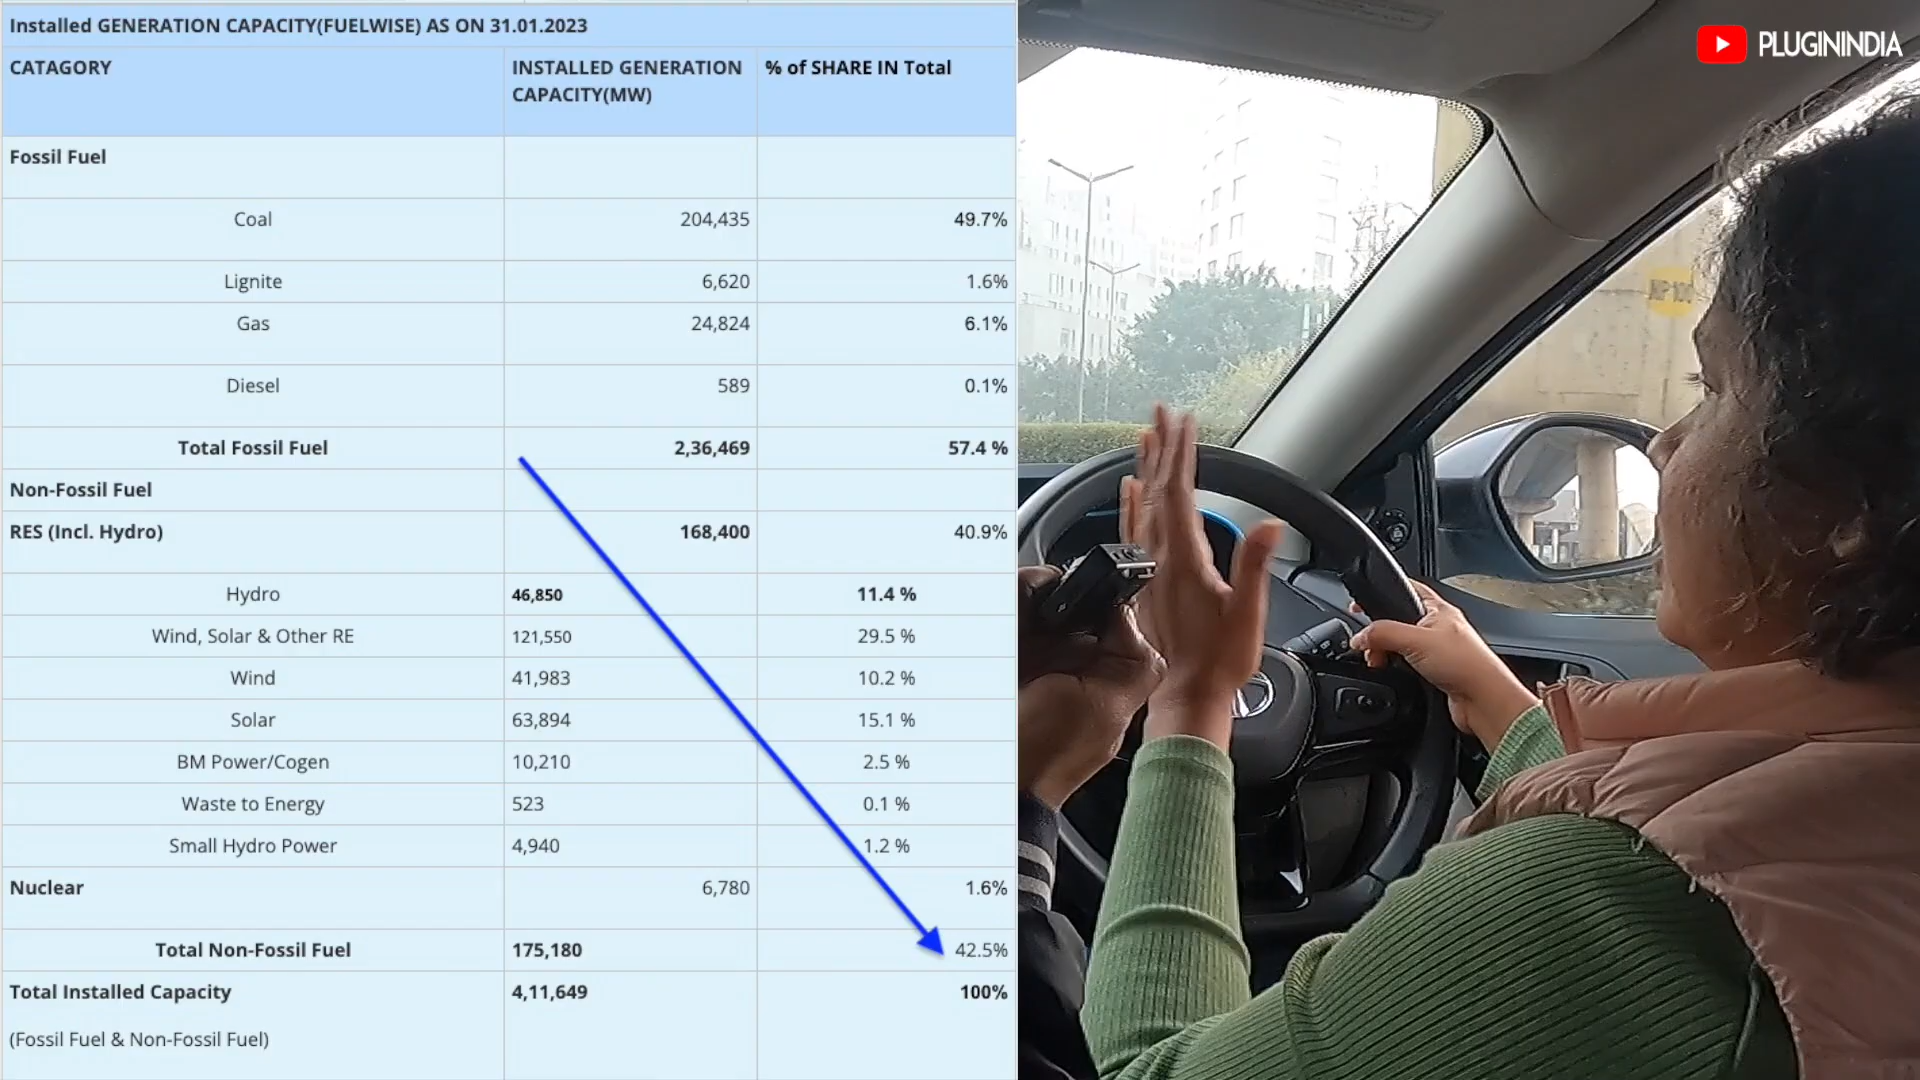 Installed GENERATION CAPACITY(FUELWISE) AS ON 31.01.2023
CATAGORY INSTALLED GENERATION CAPACITY(MW) % of SHARE IN Total
Fossil Fuel
Coal 204,435 49.7%
Lignite 6,620 1.6%
Gas 24,824 6.1%
Diesel 589 0.1%
Total Fossil Fuel 2,36,469 57.4 %
Non-Fossil Fuel
RES (Incl. Hydro) 168,400 40.9%
Hydro 46,850 11.4 %
Wind, Solar & Other RE 121,550 29.5 %
Wind 41,983 10.2 %
Solar 63,894 15.1 %
BM Power/Cogen 10,210 2.5 %
Waste to Energy 523 0.1 %
Small Hydro Power 4,940 1.2 %
Nuclear 6,780 1.6%
Total Non-Fossil Fuel 175,180 42.5%
Total Installed Capacity 4,11,649 100%
(Fossil Fuel & Non-Fossil Fuel)
PLUGININDIA